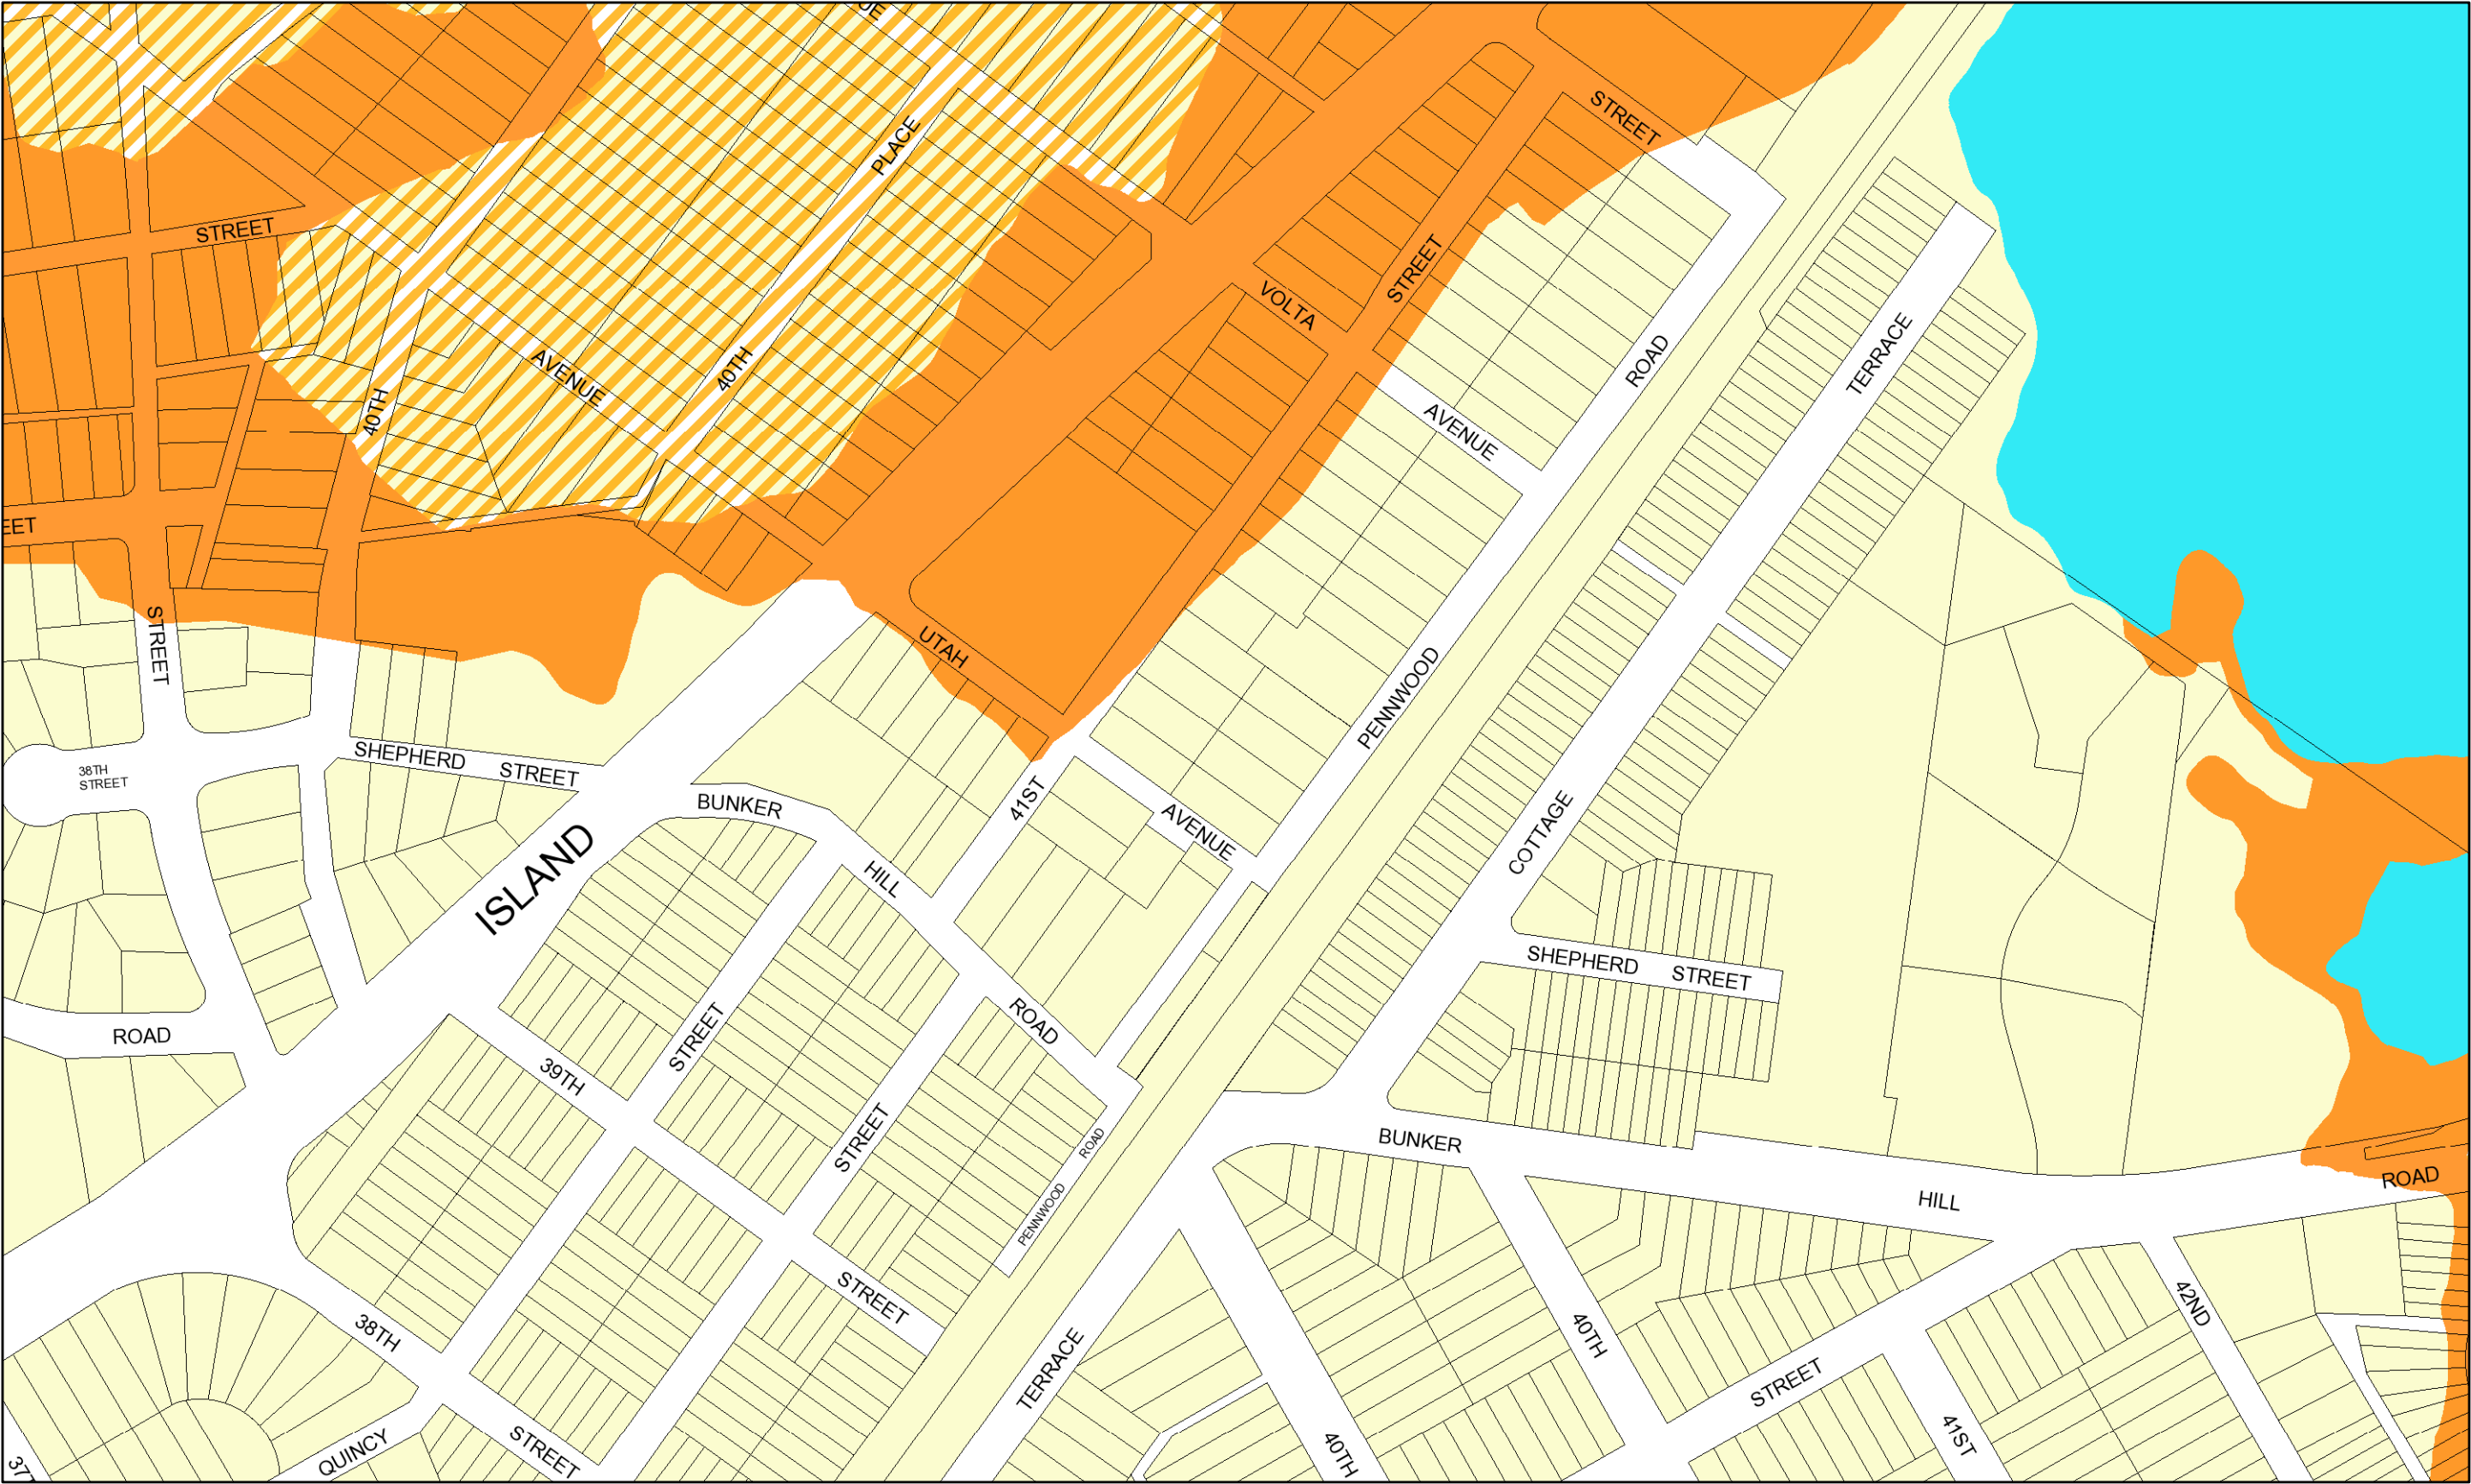 PLACE
STREET
STREET
STREET
VOLTA
40TH
AVENUE
ROAD
TERRACE
40TH
AVENUE
STREET
UTAH
PENNWOOD
SHEPHERD STREET
38TH
STREET
BUNKER
41ST
AVENUE
COTTAGE
ISLAND
HILL
SHEPHERD STREET
ROAD
ROAD
STREET
39TH
STREET
BUNKER
ROAD
PENNWOOD
HILL
ROAD
STREET
38TH
TERRACE
40TH
42ND
STREET
QUINCY
STREET
40TH
41ST